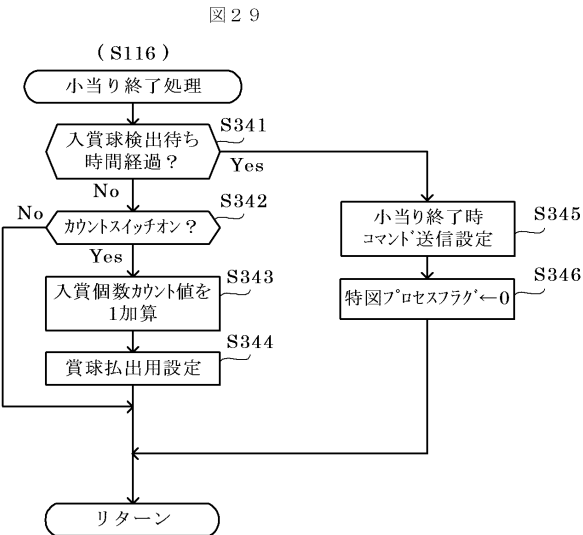 図29
(S116)
小当り終了処理
入賞球検出待ち
時間経過?
S341
Yes
No
S342
No
カウントスイッチオン?
Yes
小当り終了時
コマンド送信設定
S345
入賞個数カウント値を
1加算
S343
特図プロセスフラグ←0
S346
S344
賞球払出用設定
リターン